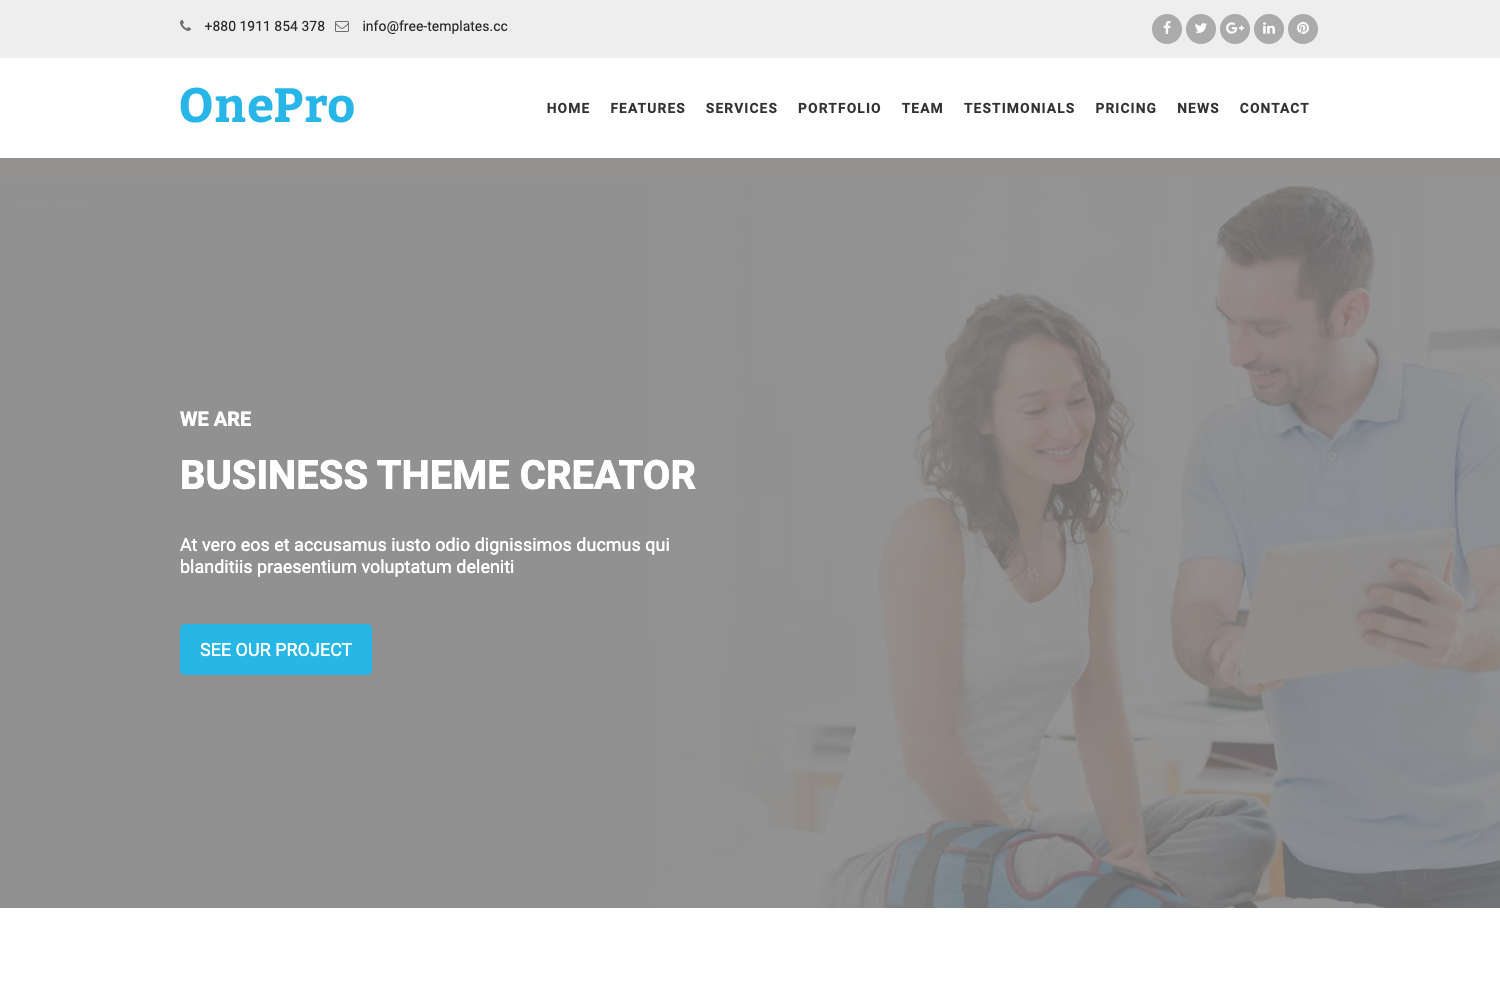 +880 1911 854 378 info@free-templates.cc
OnePro
HOME FEATURES SERVICES PORTFOLIO TEAM TESTIMONIALS PRICING NEWS CONTACT
WE ARE
BUSINESS THEME CREATOR
At vero eos et accusamus iusto odio dignissimos ducmus qui
blanditiis praesentium voluptatum deleniti
SEE OUR PROJECT